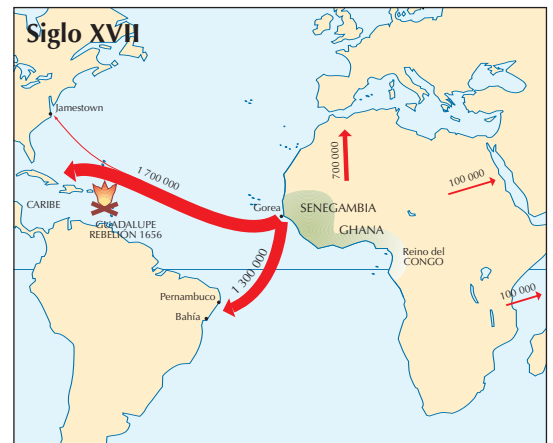 Siglo XVII
Jamestown
1 700 000
700 000
100 000
CARIBE
GUADALUPE
REBELIÓN 1656
Gorea
SENEGAMBIA
GHANA
Reino del
CONGO
1 300 000
100 000
Pernambuco
Bahía